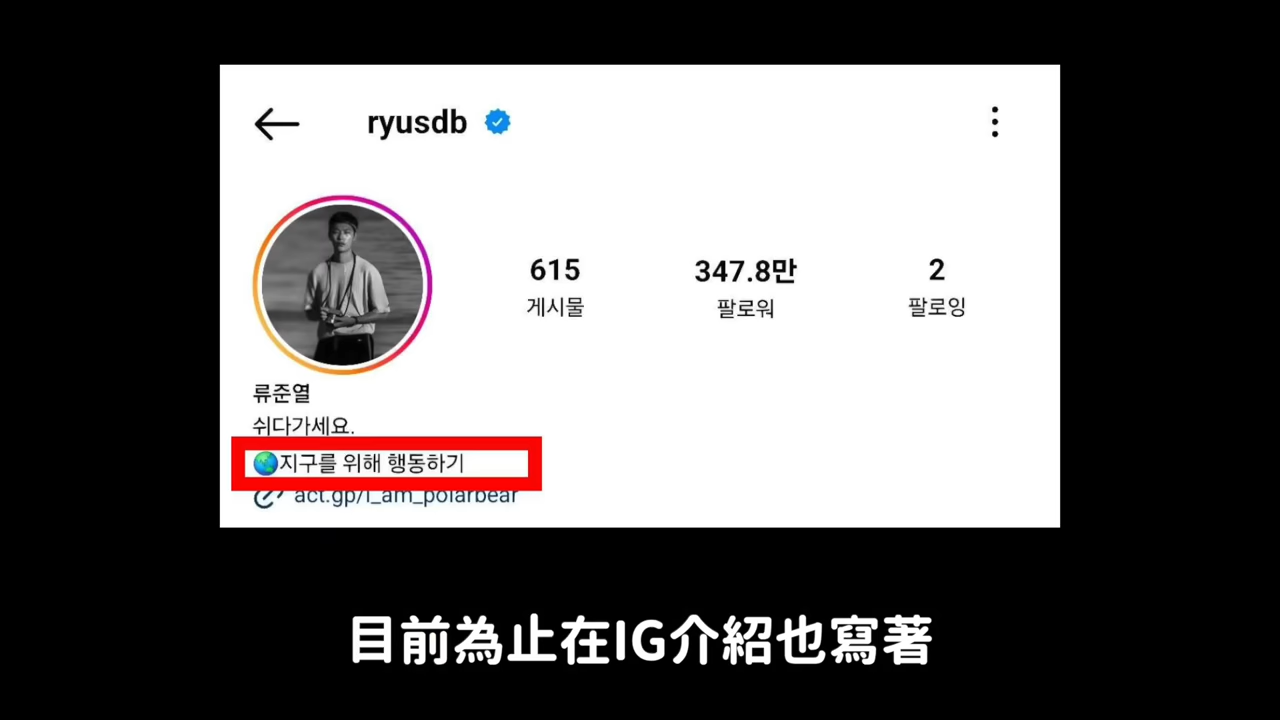 ryusdb
615
347.8만
2
게시물
팔로워
팔로잉
류준열
쉬다가세요.
🌏지구를 위해 행동하기
act.gp/i_am_polarbear
目前為止在IG介紹也寫著